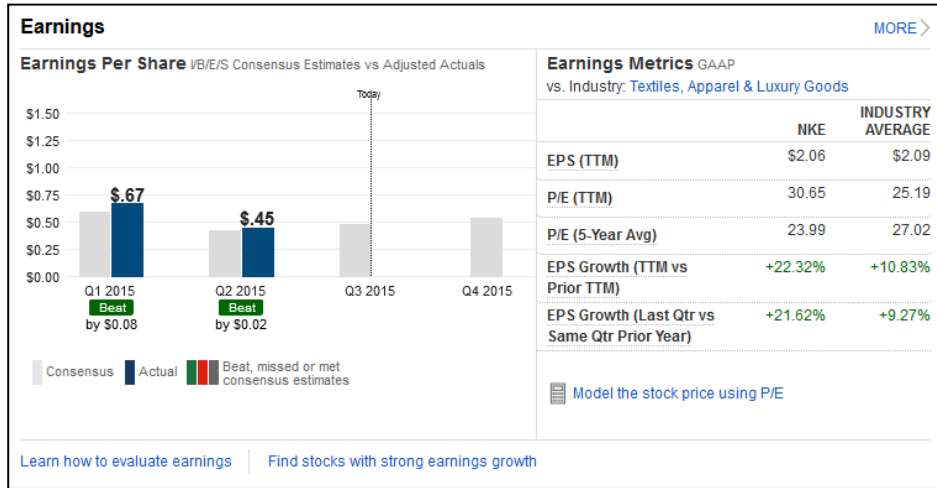 Earnings
MORE
Earnings Per Share I/B/E/S Consensus Estimates vs Adjusted Actuals
Today
$1.50
$1.25
$1.00
$0.75
$0.50
$0.25
$0.00
$.67
$.45
Q1 2015
Q2 2015
Q3 2015
Q4 2015
Beat
Beat
by $0.08
by $0.02
Consensus
Actual
Beat, missed or met
consensus estimates
Earnings Metrics GAAP
vs. Industry: Textiles, Apparel & Luxury Goods
NKE
INDUSTRY
AVERAGE
EPS (TTM) $2.06 $2.09
P/E (TTM) 30.65 25.19
P/E (5-Year Avg) 23.99 27.02
EPS Growth (TTM vs
Prior TTM) +22.32% +10.83%
EPS Growth (Last Qtr vs
Same Qtr Prior Year) +21.62% +9.27%
Model the stock price using P/E
Learn how to evaluate earnings
Find stocks with strong earnings growth